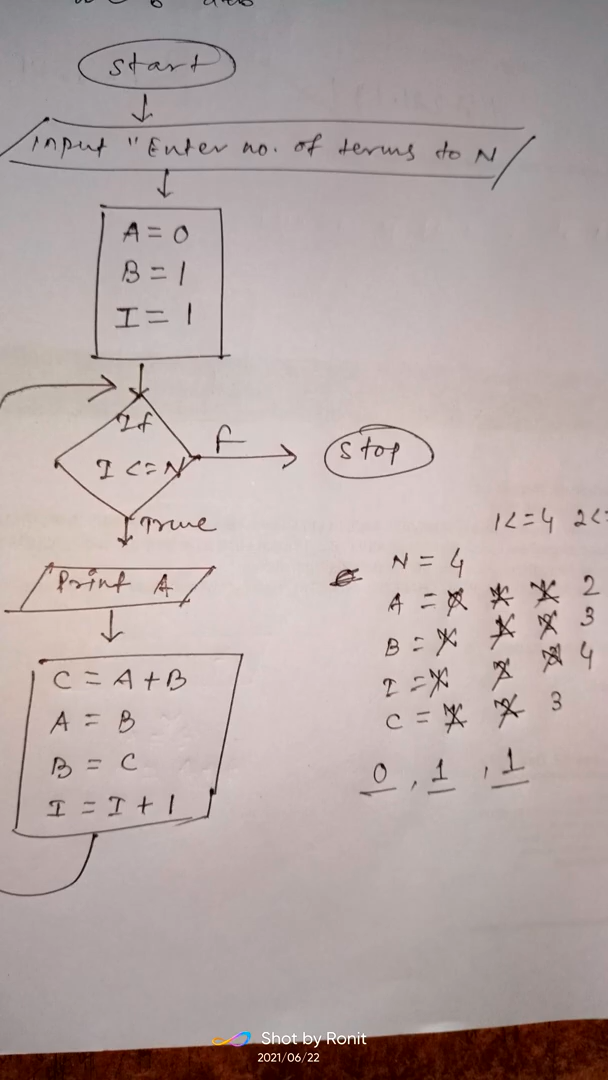 Start
Input "Enter no. of terms to N
A = 0
B = 1
I = 1
If
I <= N
F
Stop
True
Print A
C = A + B
A = B
B = C
I = I + 1
1<=4 2<=
N = 4
A = 2
B = 3
I = 4
C = 3
0, 1, 1
Shot by Ronit
2021/06/22